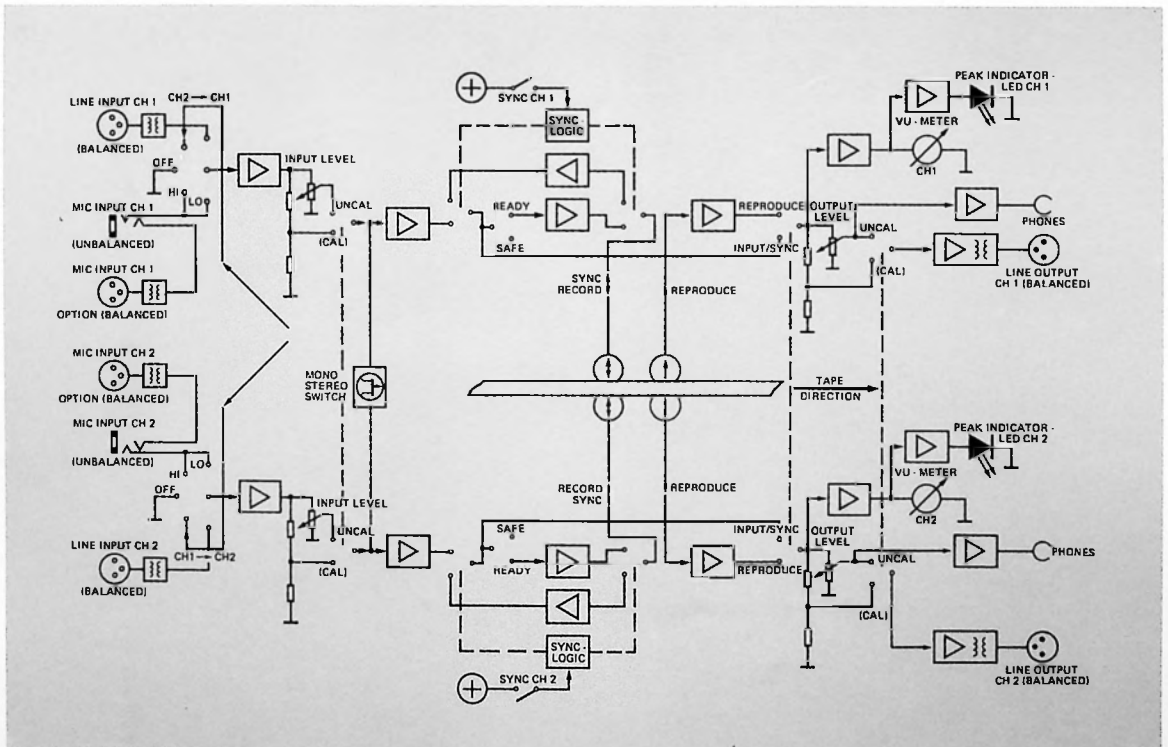 PEAK INDICATOR -
LED CH 1
LINE INPUT CH 1
CH2 → CH1
SYNC CH 1
(BALANCED)
SYNC -
LOGIC
VU - METER
OFF
INPUT LEVEL
CH1
HI
LO
UNCAL
READY
REPRODUCE
OUTPUT
LEVEL
UNCAL
PHONES
MIC INPUT CH 1
(UNBALANCED)
(CAL)
SAFE
INPUT/SYNC
(CAL)
LINE OUTPUT
CH 1 (BALANCED)
MIC INPUT CH 1
OPTION (BALANCED)
SYNC
RECORD
REPRODUCE
MIC INPUT CH 2
OPTION (BALANCED)
MONO
STEREO
SWITCH
TAPE
DIRECTION
MIC INPUT CH 2
(UNBALANCED)
PEAK INDICATOR -
LED CH 2
LO
HI
VU - METER
OFF
INPUT LEVEL
RECORD
SYNC
REPRODUCE
CH2
UNCAL
SAFE
INPUT/SYNC
OUTPUT
LEVEL
LINE INPUT CH 2
CH1 → CH2
UNCAL
PHONES
(BALANCED)
(CAL)
READY
REPRODUCE
(CAL)
SYNC -
LOGIC
SYNC CH 2
LINE OUTPUT
CH 2 (BALANCED)